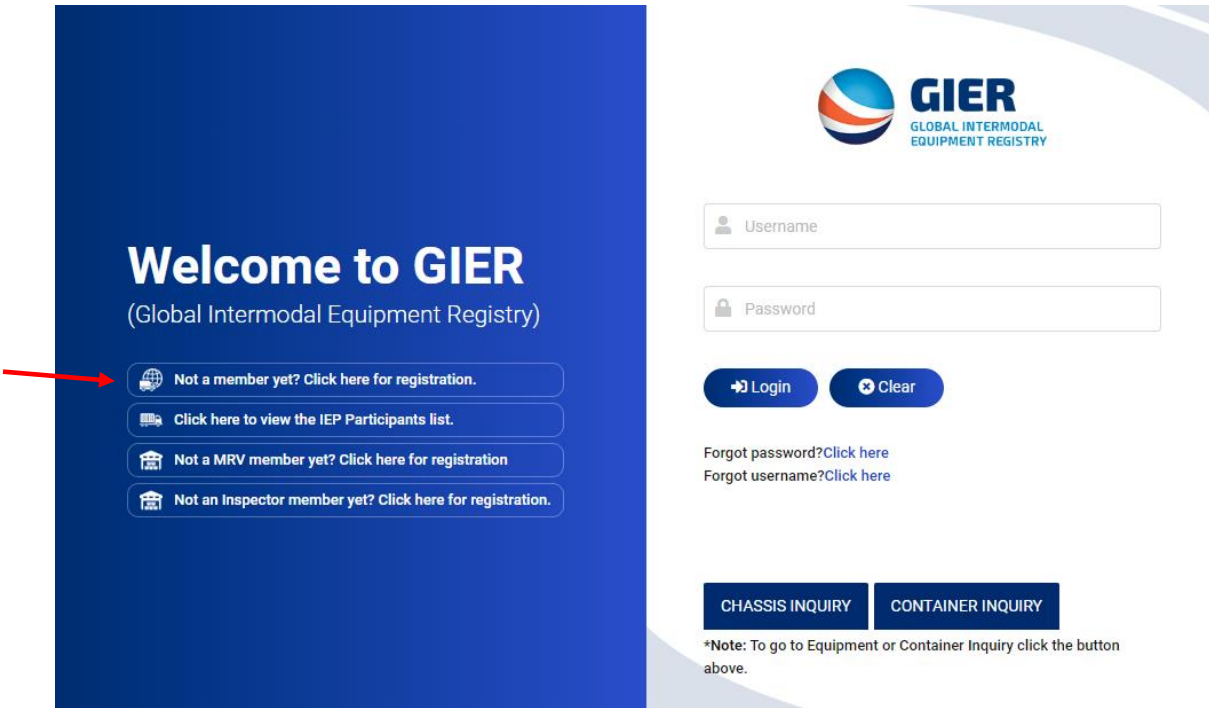 Welcome to GIER
(Global Intermodal Equipment Registry)
Not a member yet? Click here for registration.
Click here to view the IEP Participants list.
Not a MRV member yet? Click here for registration
Not an Inspector member yet? Click here for registration.
GIER
GLOBAL INTERMODAL
EQUIPMENT REGISTRY
Username
Password
Login
Clear
Forgot password?Click here
Forgot username?Click here
CHASSIS INQUIRY
CONTAINER INQUIRY
*Note: To go to Equipment or Container Inquiry click the button
above.